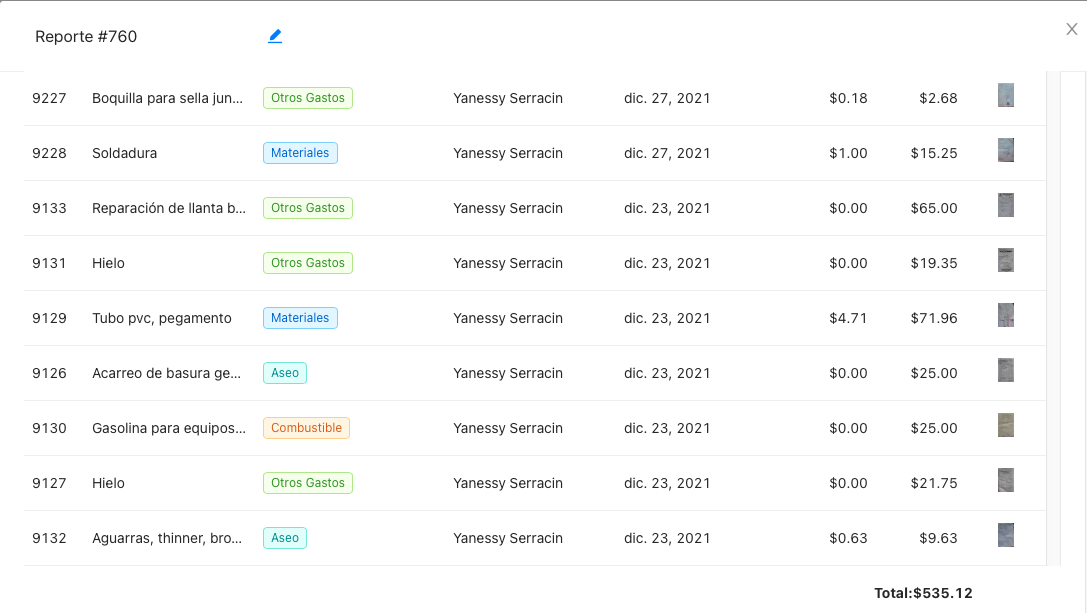 Reporte #760
9227 Boquilla para sella jun... Otros Gastos Yanessy Serracin dic. 27, 2021 $0.18 $2.68
9228 Soldadura Materiales Yanessy Serracin dic. 27, 2021 $1.00 $15.25
9133 Reparación de llanta b... Otros Gastos Yanessy Serracin dic. 23, 2021 $0.00 $65.00
9131 Hielo Otros Gastos Yanessy Serracin dic. 23, 2021 $0.00 $19.35
9129 Tubo pvc, pegamento Materiales Yanessy Serracin dic. 23, 2021 $4.71 $71.96
9126 Acarreo de basura ge... Aseo Yanessy Serracin dic. 23, 2021 $0.00 $25.00
9130 Gasolina para equipos... Combustible Yanessy Serracin dic. 23, 2021 $0.00 $25.00
9127 Hielo Otros Gastos Yanessy Serracin dic. 23, 2021 $0.00 $21.75
9132 Aguarras, thinner, bro... Aseo Yanessy Serracin dic. 23, 2021 $0.63 $9.63
Total:$535.12